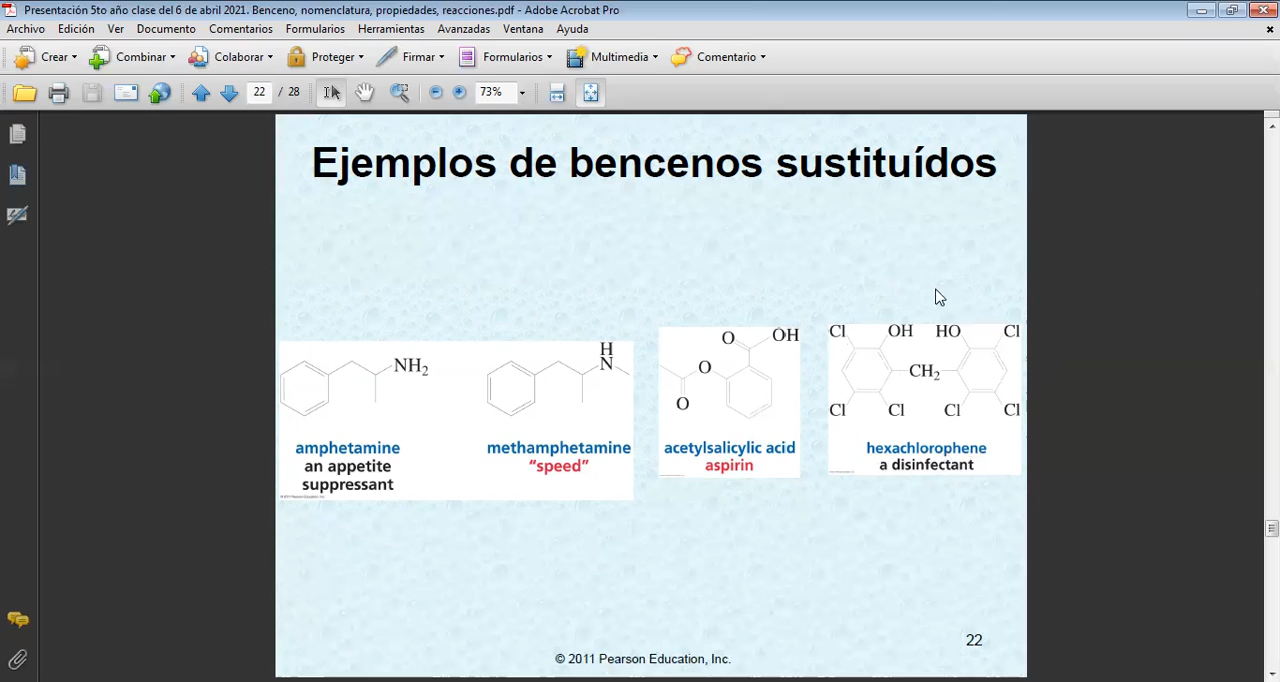 Presentación 5to año clase del 6 de abril 2021. Benceno, nomenclatura, propiedades, reacciones.pdf - Adobe Acrobat Pro
Archivo Edición Ver Documento Comentarios Formularios Herramientas Avanzadas Ventana Ayuda
Crear Combinar Colaborar Proteger Firmar Formularios Multimedia Comentario
22 / 28 73%
Ejemplos de bencenos sustituídos
NH2
H
N
O OH
O
O
Cl OH HO Cl
CH2
Cl Cl Cl Cl
amphetamine
an appetite
suppressant
methamphetamine
"speed"
acetylsalicylic acid
aspirin
hexachlorophene
a disinfectant
22
© 2011 Pearson Education, Inc.